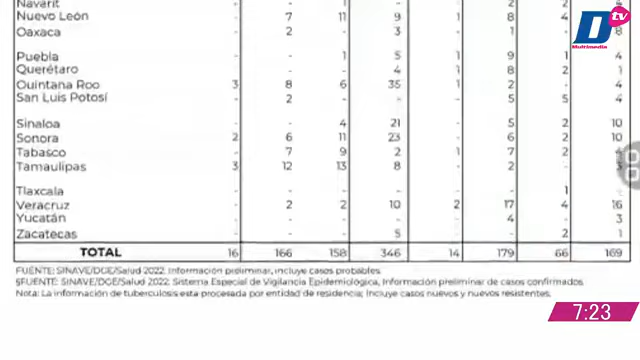 Nayarit - - 1 - - 2 2 4
Nuevo León - 7 11 9 1 8 4
Oaxaca - 2 - 3 - 1 - 8
Puebla - - 1 5 1 9 1 4
Querétaro - - - 4 1 8 2 1
Quintana Roo 3 8 6 35 1 2 - 4
San Luis Potosí - 2 - - - 5 5 4
Sinaloa - - 4 21 - 5 2 10
Sonora 2 6 11 23 - 6 2 10
Tabasco - 7 9 2 1 7 2 4
Tamaulipas 3 12 13 8 - 2 -
Tlaxcala - - - - - - 1 -
Veracruz - 2 2 10 2 17 4 16
Yucatán - - - - - 4 - 3
Zacatecas - - - 5 - - 2 1
TOTAL 16 166 158 346 14 179 66 169
FUENTE: SINAVE/DGE/Salud 2022. Información preliminar, incluye casos probables.
§FUENTE: SINAVE/DGE/Salud 2022. Sistema Especial de Vigilancia Epidemiológica, Información preliminar de casos confirmados.
Nota: La información de tuberculosis esta procesada por entidad de residencia; Incluye casos nuevos y nuevos resistentes.
D tv
Multimedia
7:23